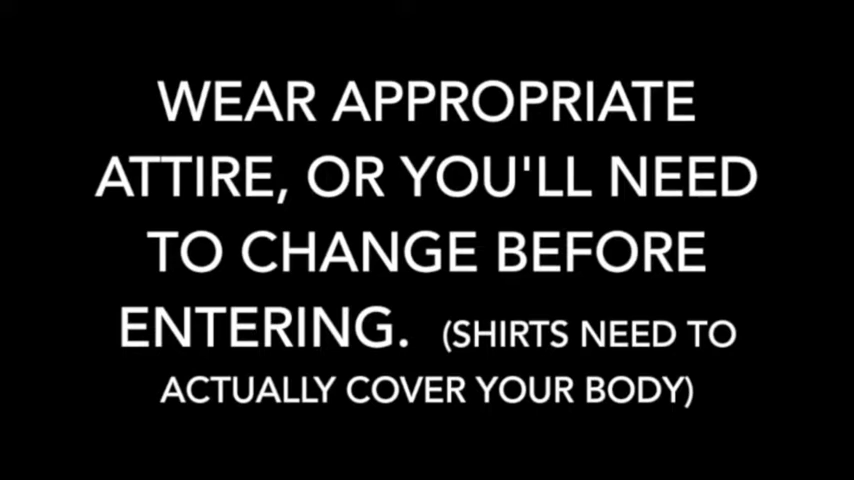 WEAR APPROPRIATE
ATTIRE, OR YOU'LL NEED
TO CHANGE BEFORE
ENTERING. (SHIRTS NEED TO
ACTUALLY COVER YOUR BODY)